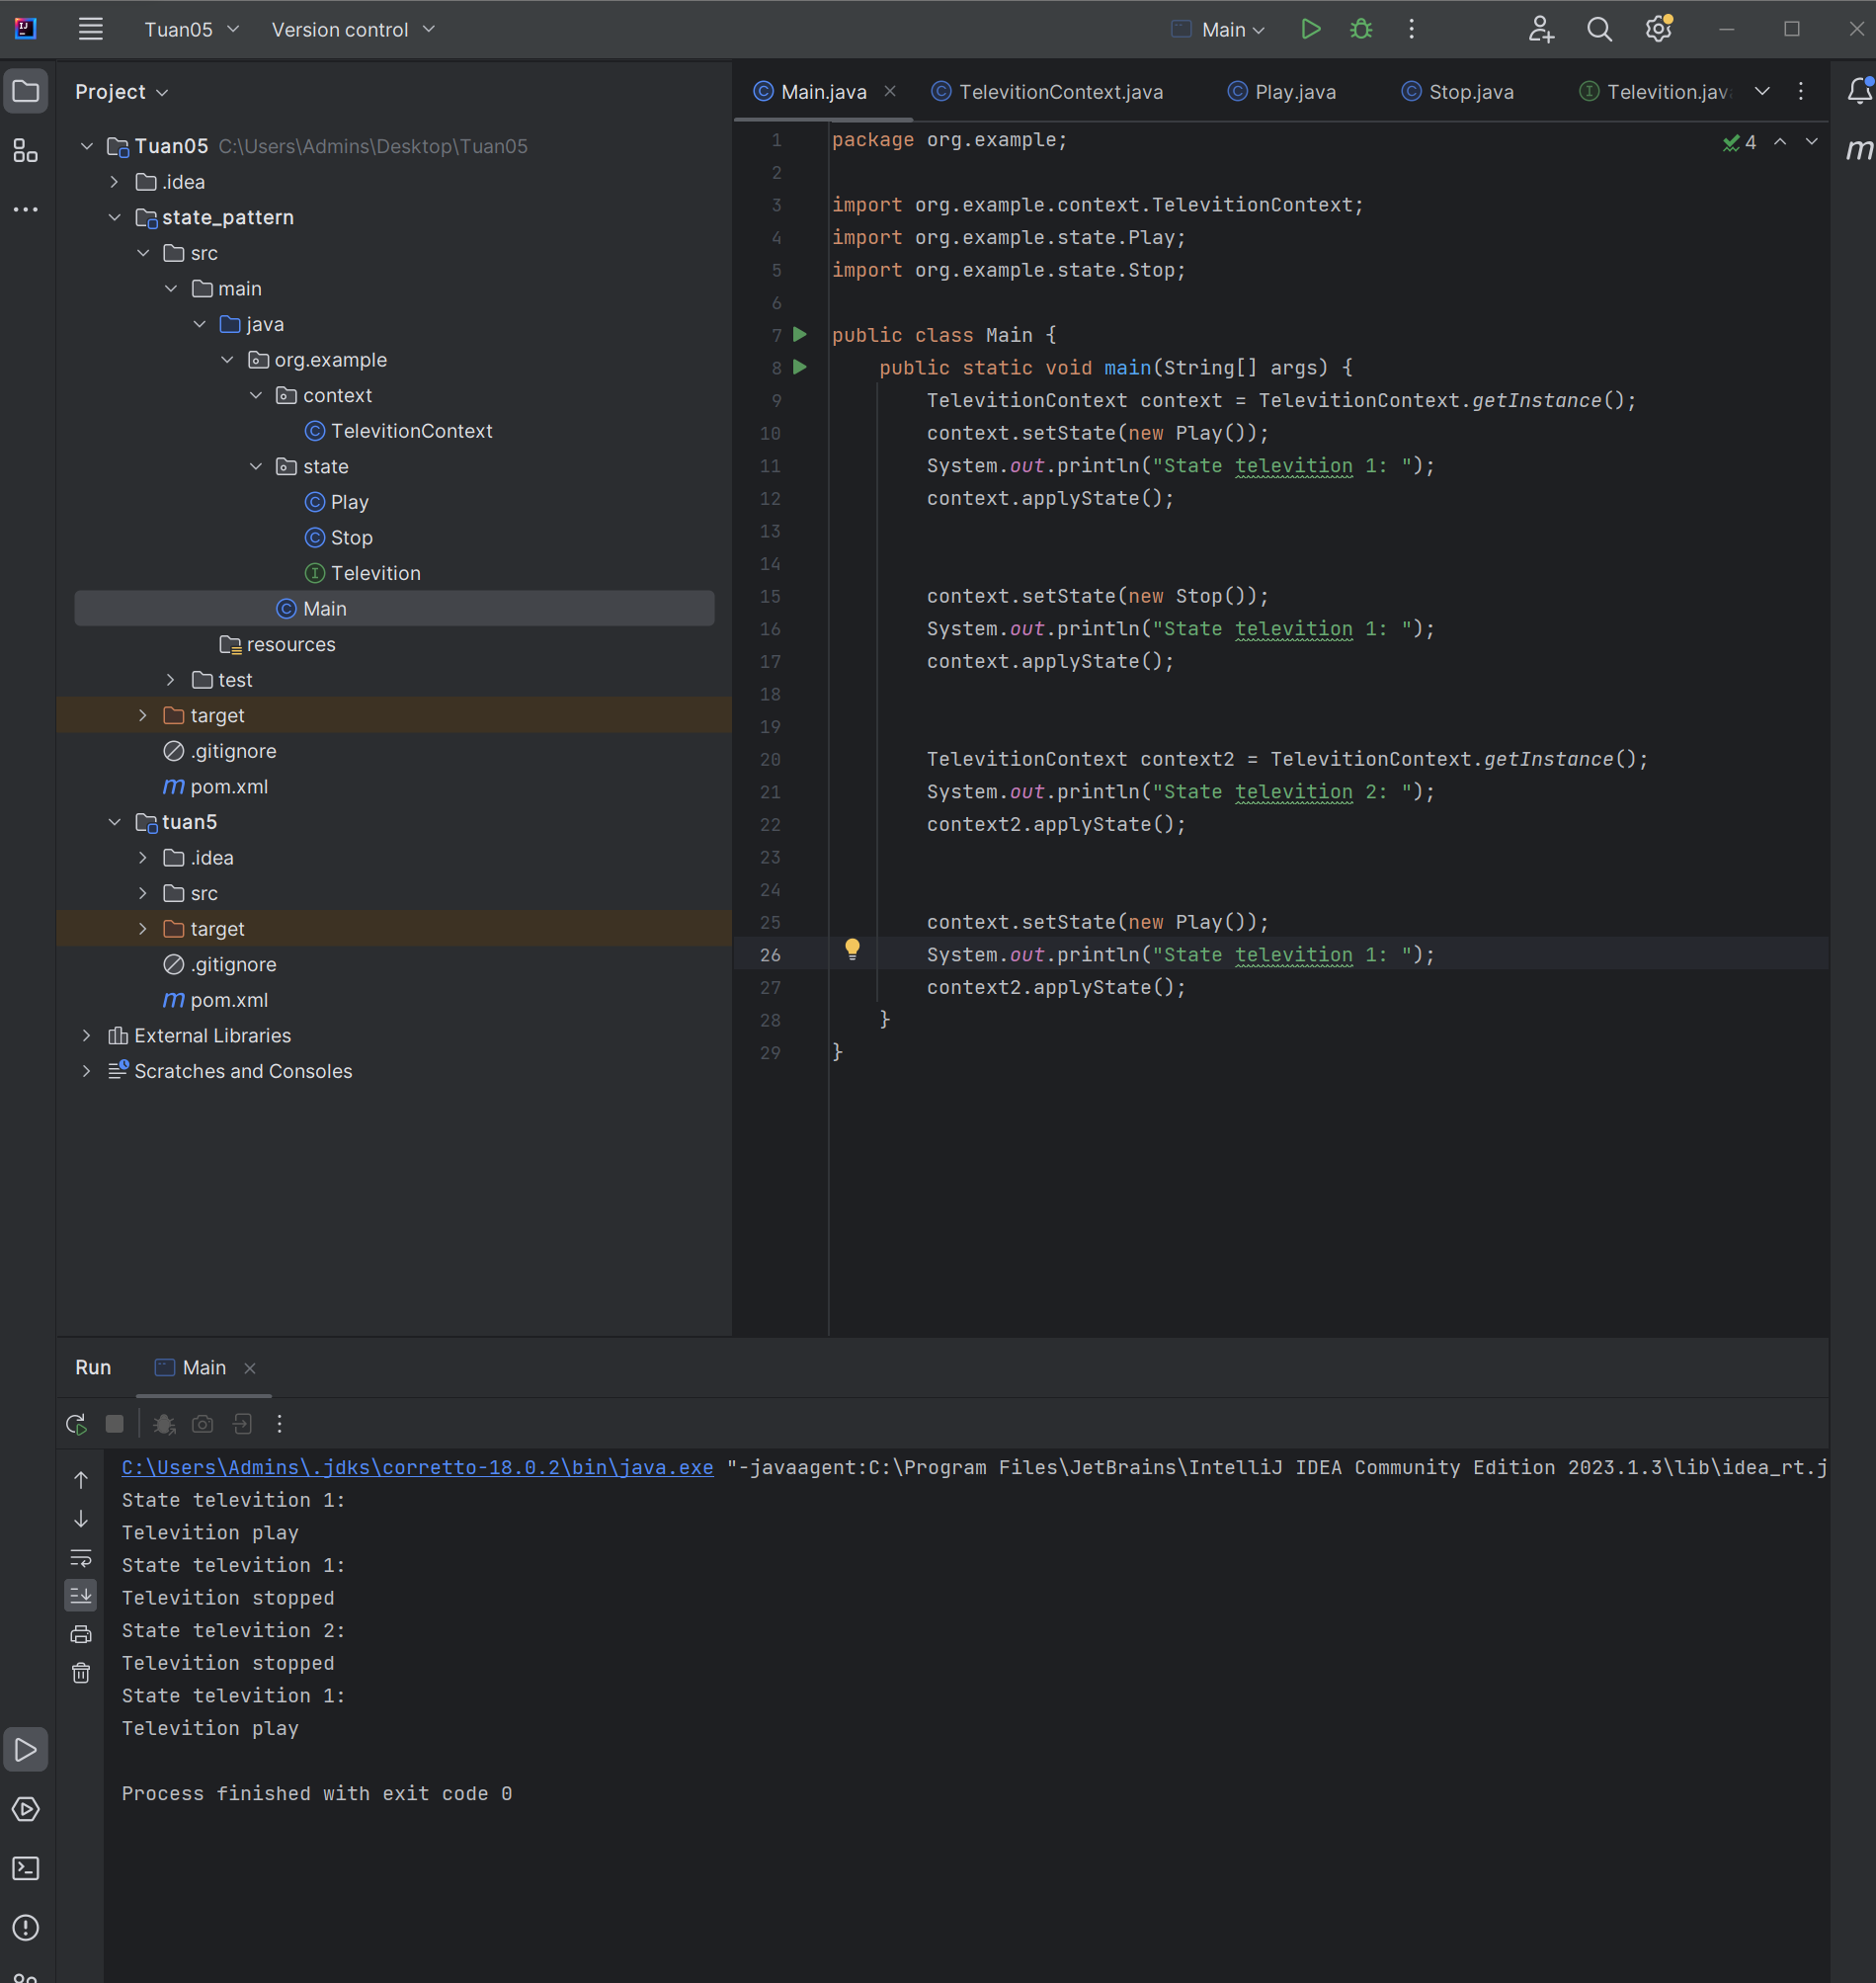 Tuan05 Version control Main
Project
Tuan05 C:\Users\Admins\Desktop\Tuan05
.idea
state_pattern
src
main
java
org.example
context
TelevitionContext
state
Play
Stop
Televition
Main
resources
test
target
.gitignore
pom.xml
tuan5
.idea
src
target
.gitignore
pom.xml
External Libraries
Scratches and Consoles
Main.java TelevitionContext.java Play.java Stop.java Televition.jav
4
1 package org.example;
2
3 import org.example.context.TelevitionContext;
4 import org.example.state.Play;
5 import org.example.state.Stop;
6
7 public class Main {
8 public static void main(String[] args) {
9 TelevitionContext context = TelevitionContext.getInstance();
10 context.setState(new Play());
11 System.out.println("State televition 1: ");
12 context.applyState();
13
14
15 context.setState(new Stop());
16 System.out.println("State televition 1: ");
17 context.applyState();
18
19
20 TelevitionContext context2 = TelevitionContext.getInstance();
21 System.out.println("State televition 2: ");
22 context2.applyState();
23
24
25 context.setState(new Play());
26 System.out.println("State televition 1: ");
27 context2.applyState();
28 }
29 }
Run Main
C:\Users\Admins\.jdks\corretto-18.0.2\bin\java.exe "-javaagent:C:\Program Files\JetBrains\IntelliJ IDEA Community Edition 2023.1.3\lib\idea_rt.j
State televition 1:
Televition play
State televition 1:
Televition stopped
State televition 2:
Televition stopped
State televition 1:
Televition play
Process finished with exit code 0